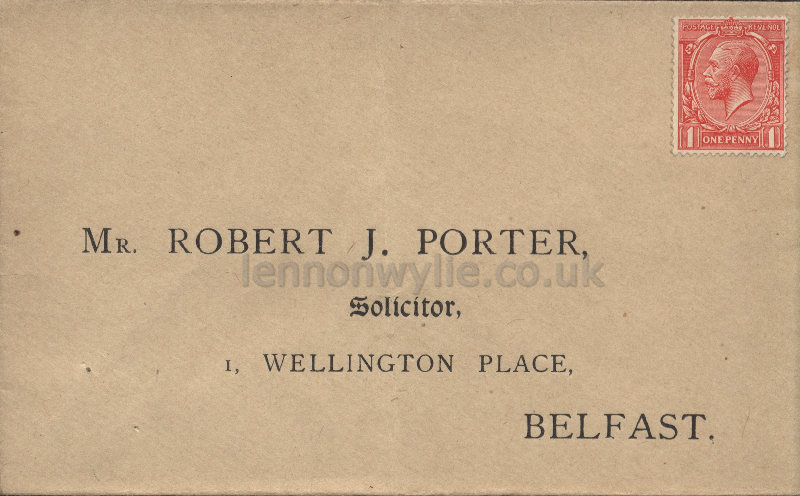 POSTAGE REVENUE
1 ONE PENNY 1
MR. ROBERT J. PORTER,
lennonwylie.co.uk
Solicitor,
1, WELLINGTON PLACE,
BELFAST.